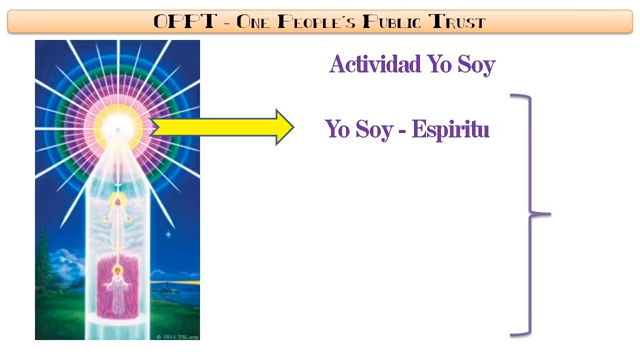 OPPT - One People's Public Trust
Actividad Yo Soy
Yo Soy - Espiritu